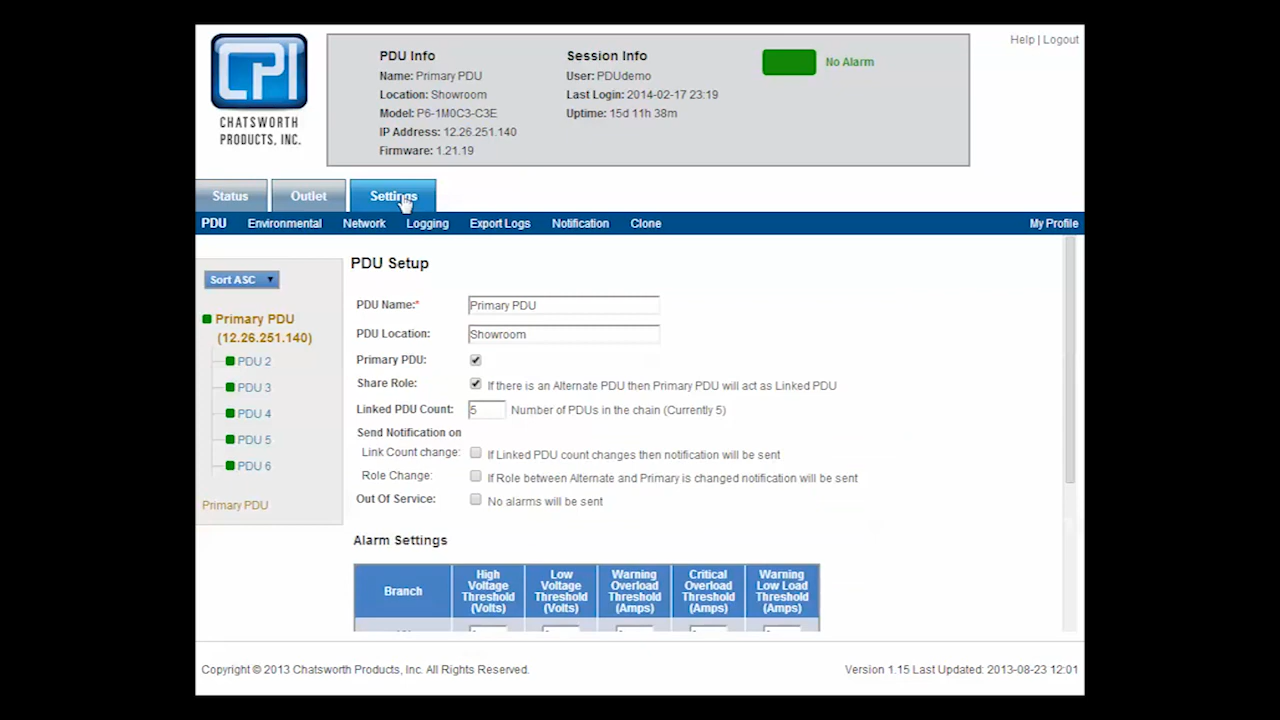 CPI
CHATSWORTH
PRODUCTS, INC.
PDU Info
Name: Primary PDU
Location: Showroom
Model: P6-1M0C3-C3E
IP Address: 12.26.251.140
Firmware: 1.21.19
Session Info
User: PDUdemo
Last Login: 2014-02-17 23:19
Uptime: 15d 11h 38m
No Alarm
Help | Logout
Status Outlet Settings
PDU Environmental Network Logging Export Logs Notification Clone My Profile
Sort ASC
Primary PDU
(12.26.251.140)
PDU 2
PDU 3
PDU 4
PDU 5
PDU 6
Primary PDU
PDU Setup
PDU Name:* Primary PDU
PDU Location: Showroom
Primary PDU:
Share Role: If there is an Alternate PDU then Primary PDU will act as Linked PDU
Linked PDU Count: 5 Number of PDUs in the chain (Currently 5)
Send Notification on
Link Count change: If Linked PDU count changes then notification will be sent
Role Change: If Role between Alternate and Primary is changed notification will be sent
Out Of Service: No alarms will be sent
Alarm Settings
Branch
High Voltage Threshold (Volts)
Low Voltage Threshold (Volts)
Warning Overload Threshold (Amps)
Critical Overload Threshold (Amps)
Warning Low Load Threshold (Amps)
Copyright © 2013 Chatsworth Products, Inc. All Rights Reserved.
Version 1.15 Last Updated: 2013-08-23 12:01